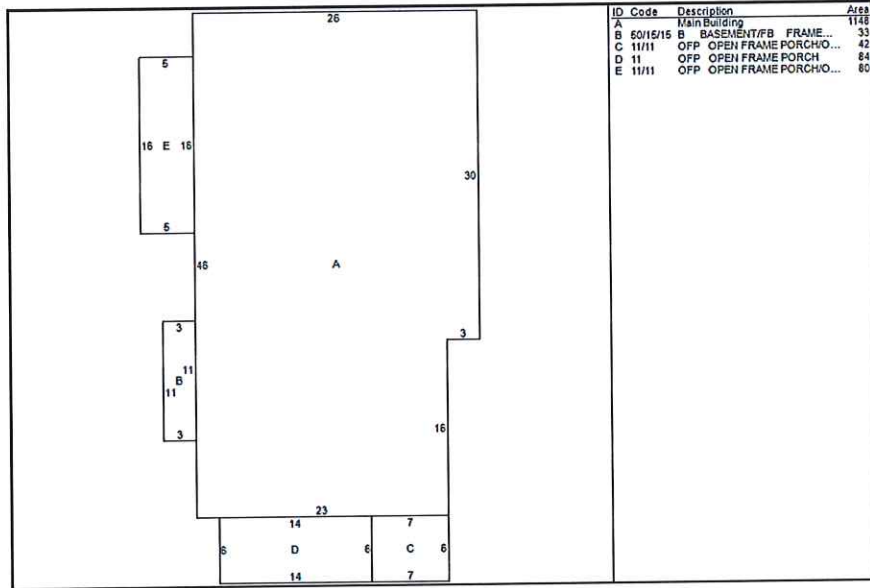 26
5
16 E 16
30
5
46
A
3
3
11
B
11
16
3
23
14
7
6
D
6
C
6
14
7
ID Code Description Area
A Main Building 1148
B 50/15/15 B BASEMENT/FB FRAME... 33
C 11/11 OFP OPEN FRAME PORCH/O... 42
D 11 OFP OPEN FRAME PORCH 84
E 11/11 OFP OPEN FRAME PORCH/O... 80